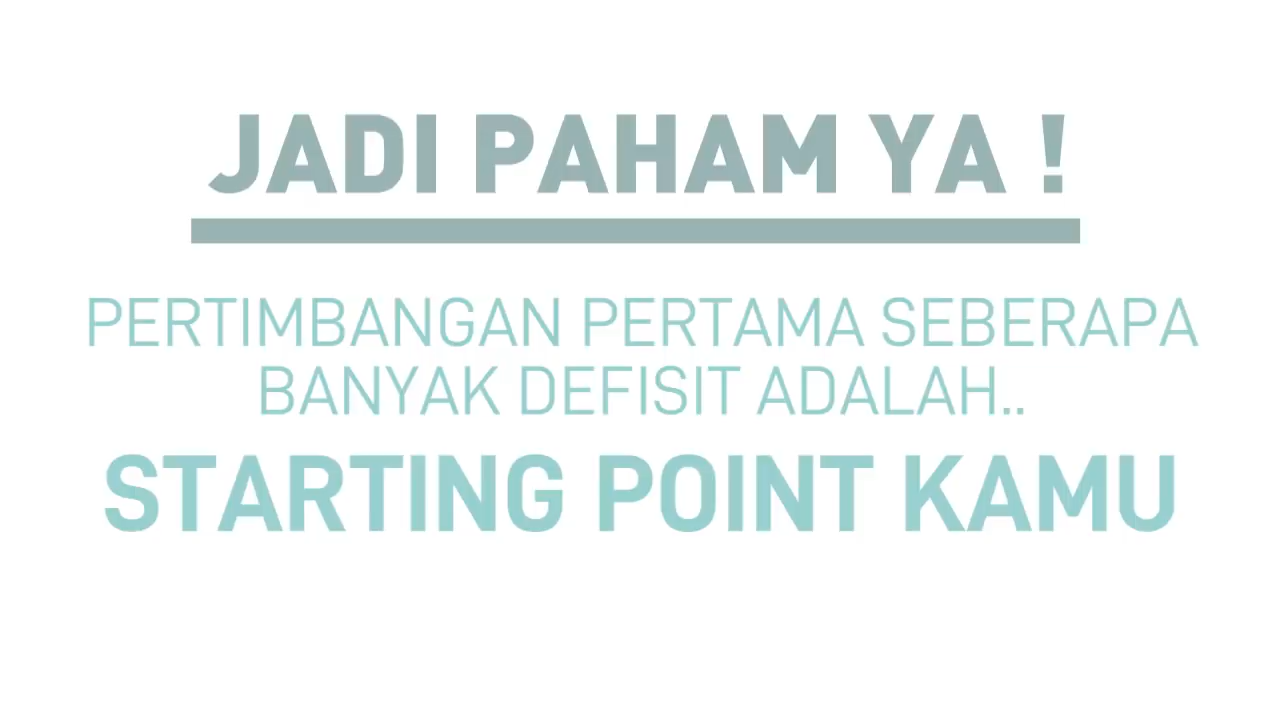 JADI PAHAM YA !
PERTIMBANGAN PERTAMA SEBERAPA
BANYAK DEFISIT ADALAH..
STARTING POINT KAMU